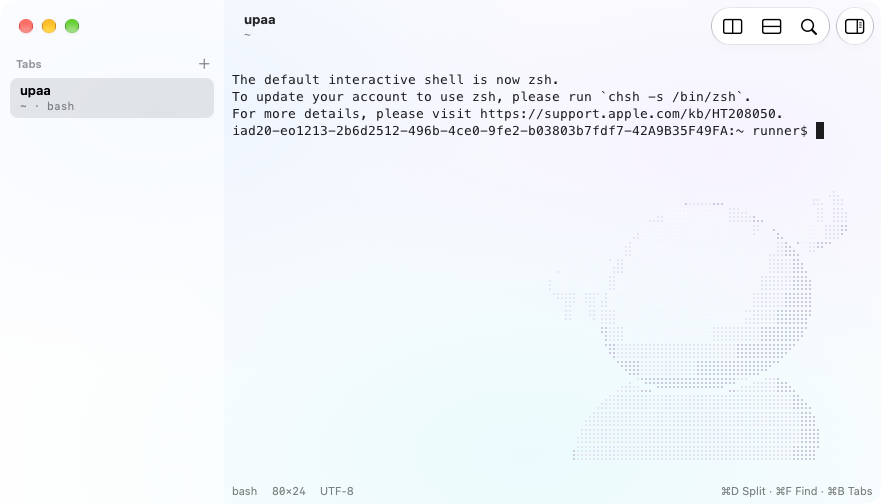 upaa
~
Tabs
upaa
~ · bash
The default interactive shell is now zsh.
To update your account to use zsh, please run `chsh -s /bin/zsh`.
For more details, please visit https://support.apple.com/kb/HT208050.
iad20-eo1213-2b6d2512-496b-4ce0-9fe2-b03803b7fdf7-42A9B35F49FA:~ runner$
bash 80×24 UTF-8
⌘D Split · ⌘F Find · ⌘B Tabs